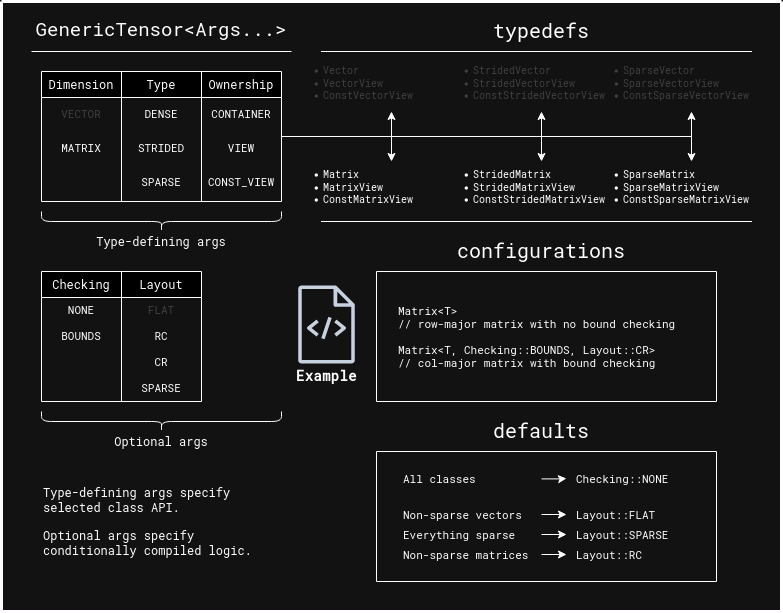 GenericTensor<Args...>
Dimension Type Ownership
VECTOR DENSE CONTAINER
MATRIX STRIDED VIEW
SPARSE CONST_VIEW
Type-defining args
Checking Layout
NONE FLAT
BOUNDS RC
CR
SPARSE
Optional args
Type-defining args specify
selected class API.
Optional args specify
conditionally compiled logic.
typedefs
• Vector • StridedVector • SparseVector
• VectorView • StridedVectorView • SparseVectorView
• ConstVectorView • ConstStridedVectorView • ConstSparseVectorView
• Matrix • StridedMatrix • SparseMatrix
• MatrixView • StridedMatrixView • SparseMatrixView
• ConstMatrixView • ConstStridedMatrixView • ConstSparseMatrixView
configurations
</>
Example
Matrix<T>
// row-major matrix with no bound checking
Matrix<T, Checking::BOUNDS, Layout::CR>
// col-major matrix with bound checking
defaults
All classes Checking::NONE
Non-sparse vectors Layout::FLAT
Everything sparse Layout::SPARSE
Non-sparse matrices Layout::RC